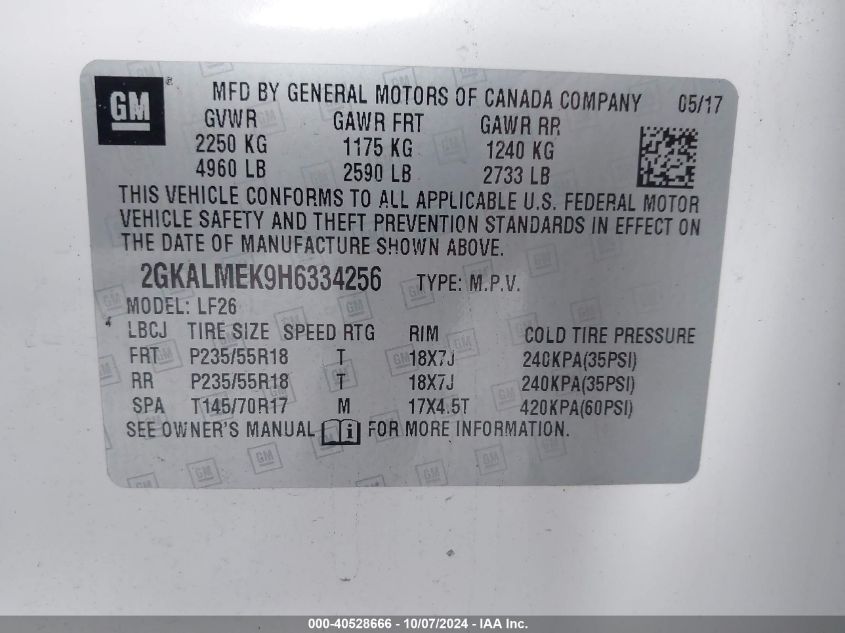 GM ®
MFD BY GENERAL MOTORS OF CANADA COMPANY 05/17
GVWR GAWR FRT GAWR RR
2250 KG 1175 KG 1240 KG
4960 LB 2590 LB 2733 LB
THIS VEHICLE CONFORMS TO ALL APPLICABLE U.S. FEDERAL MOTOR
VEHICLE SAFETY AND THEFT PREVENTION STANDARDS IN EFFECT ON
THE DATE OF MANUFACTURE SHOWN ABOVE.
2GKALMEK9H6334256 TYPE: M.P.V.
MODEL: LF26
LBCJ TIRE SIZE SPEED RTG RIM COLD TIRE PRESSURE
FRT P235/55R18 T 18X7J 240KPA(35PSI)
RR P235/55R18 T 18X7J 240KPA(35PSI)
SPA T145/70R17 M 17X4.5T 420KPA(60PSI)
SEE OWNER'S MANUAL i FOR MORE INFORMATION.
000-40528666 - 10/07/2024 - IAA Inc.